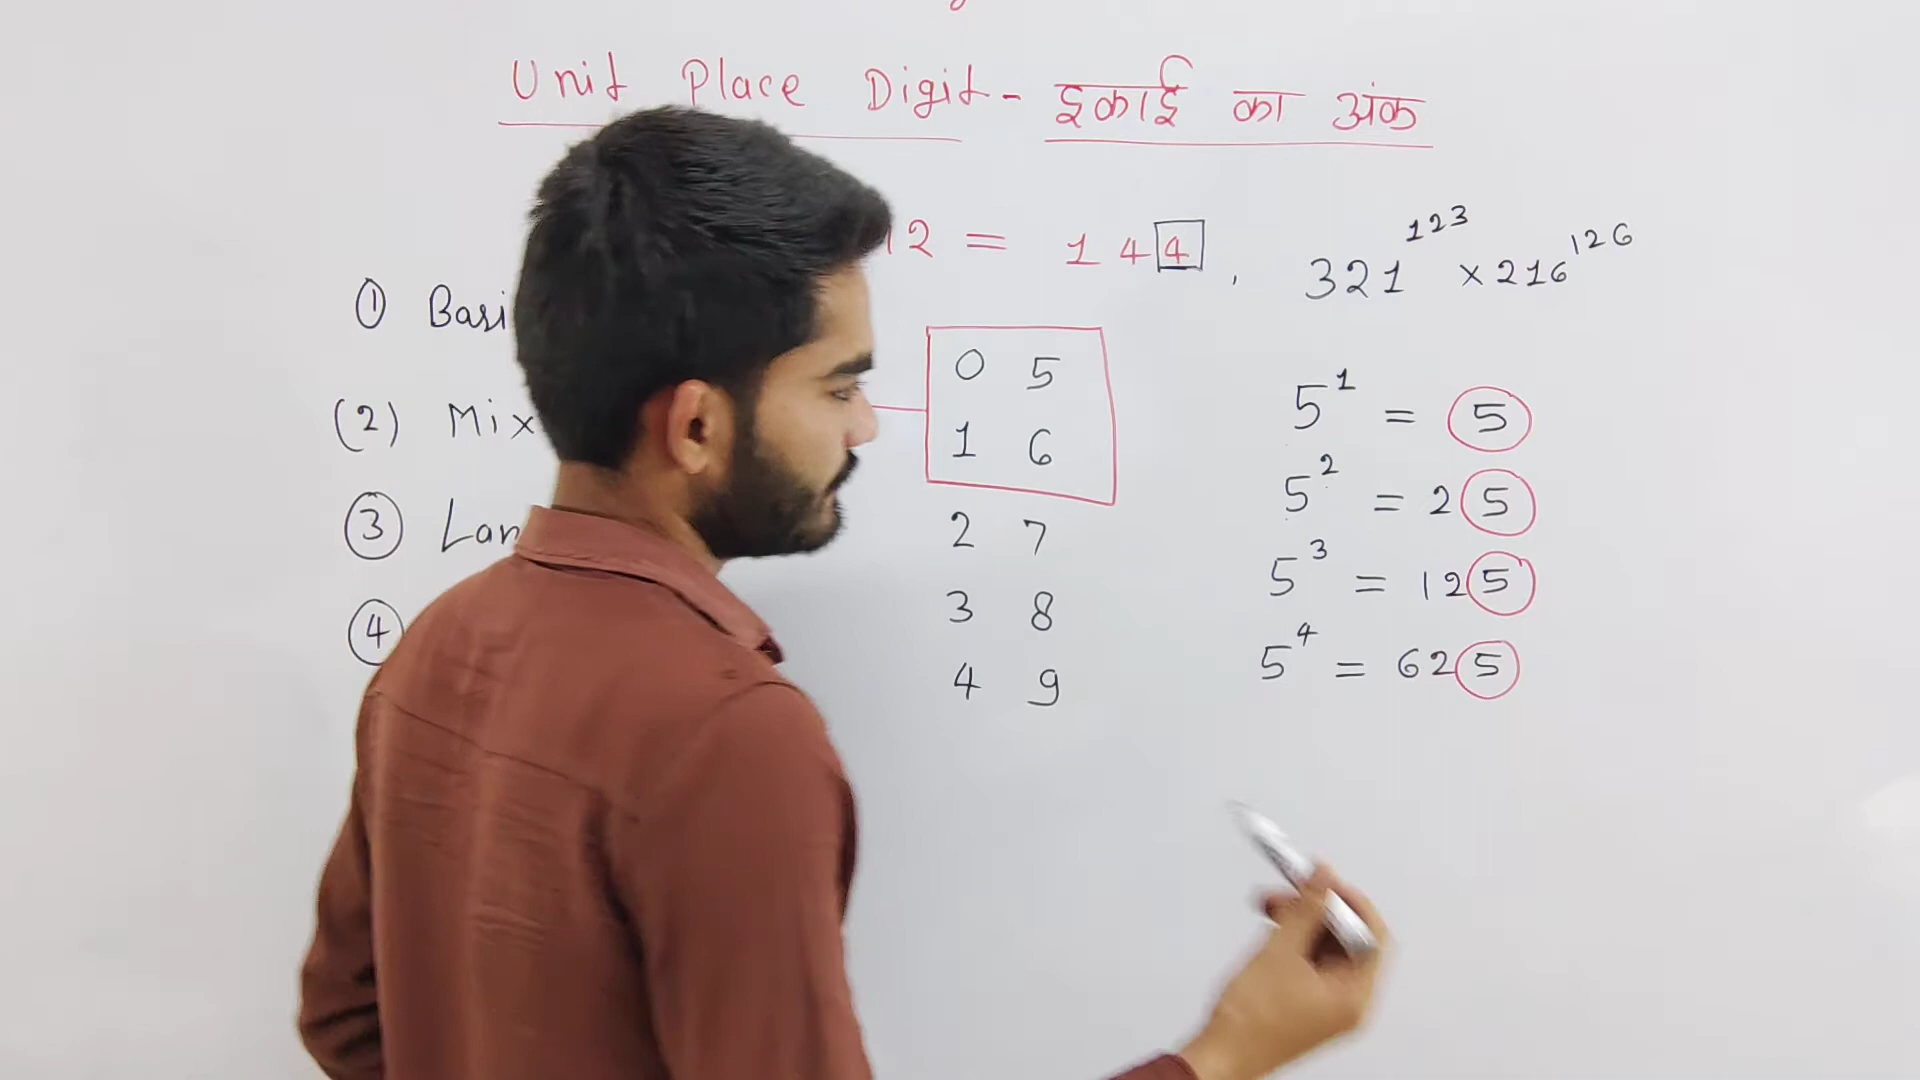 Unit Place Digit - इकाई का अंक
12 = 144 , 321^123 × 216^126
① Basi
(2) Mix
③ Lan
④
0 5
1 6
2 7
3 8
4 9
5^1 = 5
5^2 = 25
5^3 = 125
5^4 = 625